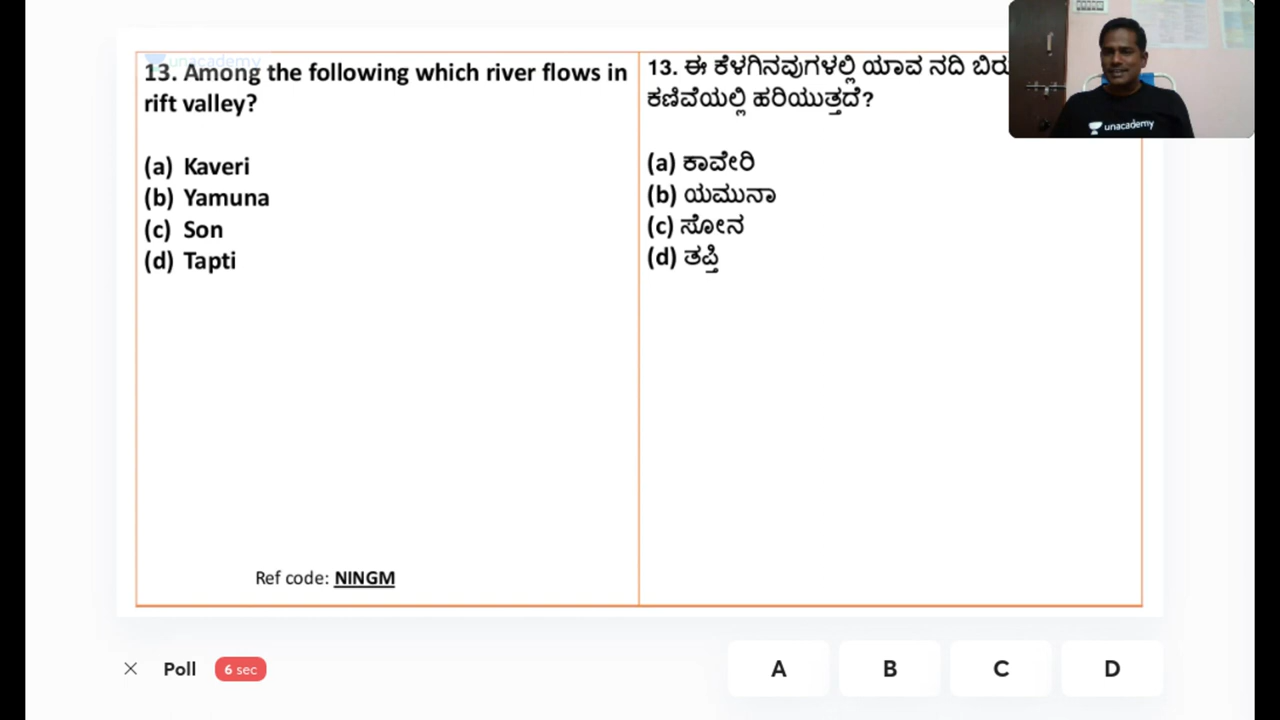 unacademy
13. Among the following which river flows in
rift valley?
(a) Kaveri
(b) Yamuna
(c) Son
(d) Tapti
Ref code: NINGM
13. ಈ ಕೆಳಗಿನವುಗಳಲ್ಲಿ ಯಾವ ನದಿ
ಕಣಿವೆಯಲ್ಲಿ ಹರಿಯುತ್ತದೆ?
(a) ಕಾವೇರಿ
(b) ಯಮುನಾ
(c) ಸೋನ
(d) ತಪ್ತಿ
unacademy
Poll 6 sec
A B C D